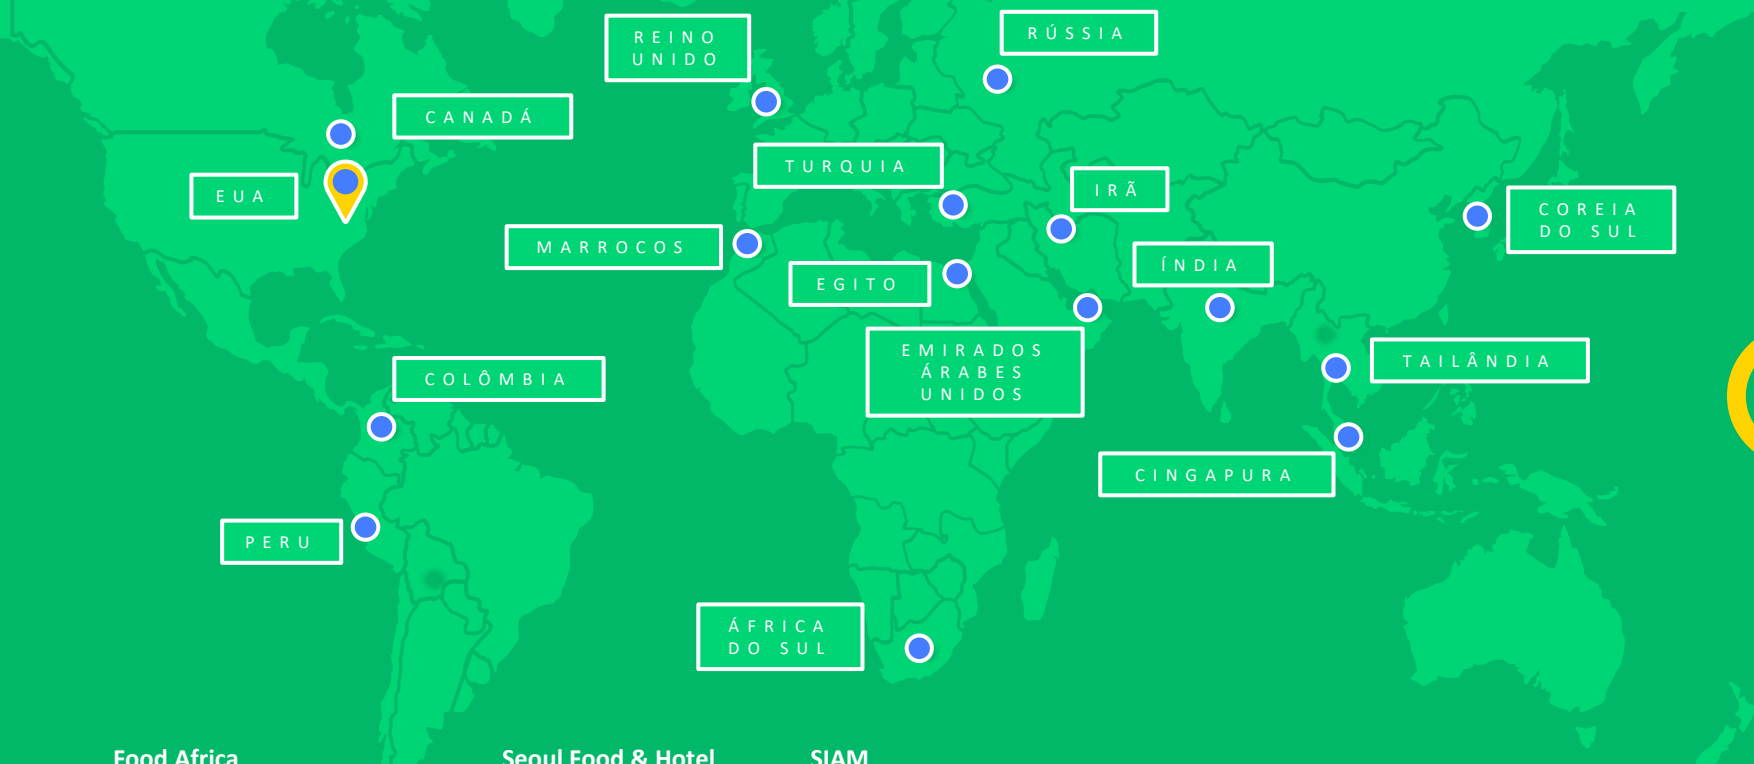 REINO
UNIDO
RÚSSIA
CANADÁ
TURQUIA
EUA
IRÃ
COREIA
DO SUL
MARROCOS
EGITO
ÍNDIA
EMIRADOS
ÁRABES
UNIDOS
TAILÂNDIA
COLÔMBIA
CINGAPURA
PERU
ÁFRICA
DO SUL
Food Africa
Seoul Food & Hotel
SIAM